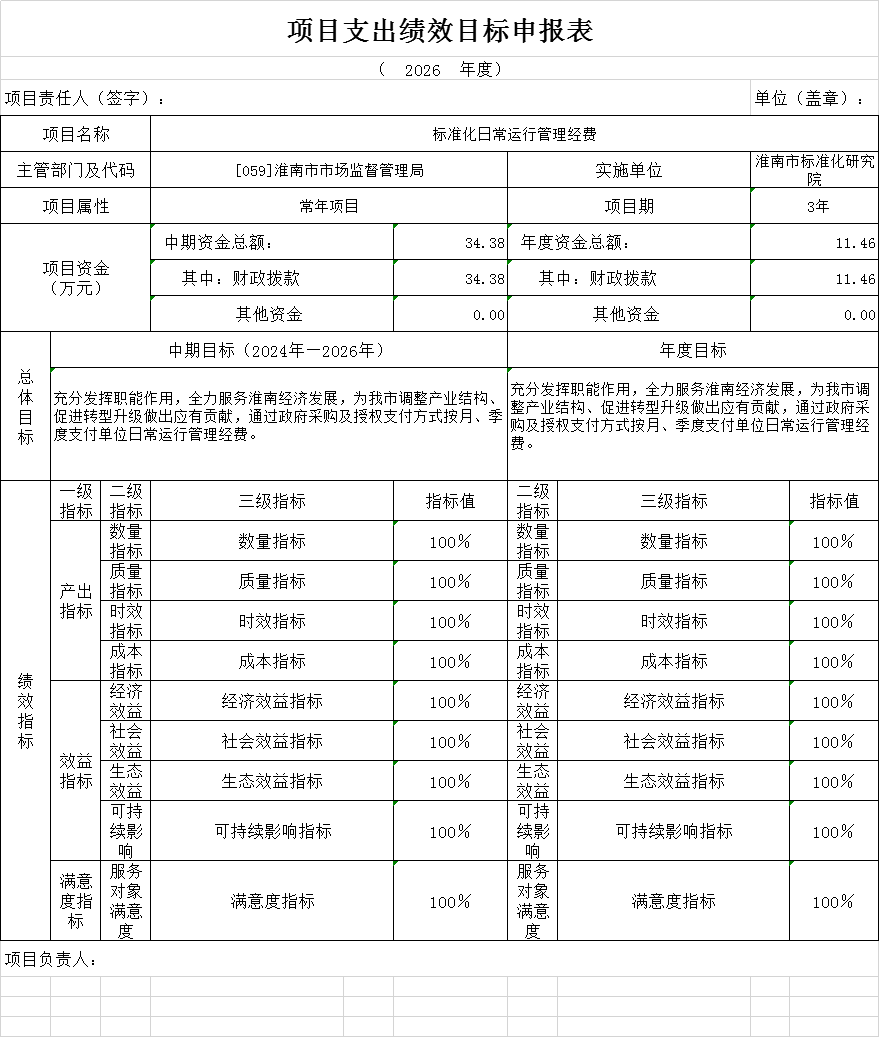 项目支出绩效目标申报表
（ 2026 年度）
项目责任人（签字）：
单位（盖章）：
项目名称
标准化日常运行管理经费
主管部门及代码
[059]淮南市市场监督管理局
实施单位
淮南市标准化研究
院
项目属性
常年项目
项目期
3年
项目资金
（万元）
中期资金总额：
34.38
年度资金总额：
11.46
其中：财政拨款
34.38
其中：财政拨款
11.46
其他资金
0.00
其他资金
0.00
总
体
目
标
中期目标（2024年—2026年）
年度目标
充分发挥职能作用，全力服务淮南经济发展，为我市调整产业结构、
促进转型升级做出应有贡献，通过政府采购及授权支付方式按月、季
度支付单位日常运行管理经费。
充分发挥职能作用，全力服务淮南经济发展，为我市调
整产业结构、促进转型升级做出应有贡献，通过政府采
购及授权支付方式按月、季度支付单位日常运行管理经
费。
绩
效
指
标
一级
指标
二级
指标
三级指标
指标值
二级
指标
三级指标
指标值
产出
指标
数量
指标
数量指标
100%
数量
指标
数量指标
100%
质量
指标
质量指标
100%
质量
指标
质量指标
100%
时效
指标
时效指标
100%
时效
指标
时效指标
100%
成本
指标
成本指标
100%
成本
指标
成本指标
100%
效益
指标
经济
效益
经济效益指标
100%
经济
效益
经济效益指标
100%
社会
效益
社会效益指标
100%
社会
效益
社会效益指标
100%
生态
效益
生态效益指标
100%
生态
效益
生态效益指标
100%
可持
续影
响
可持续影响指标
100%
可持
续影
响
可持续影响指标
100%
满意
度指
标
服务
对象
满意
度
满意度指标
100%
服务
对象
满意
度
满意度指标
100%
项目负责人：